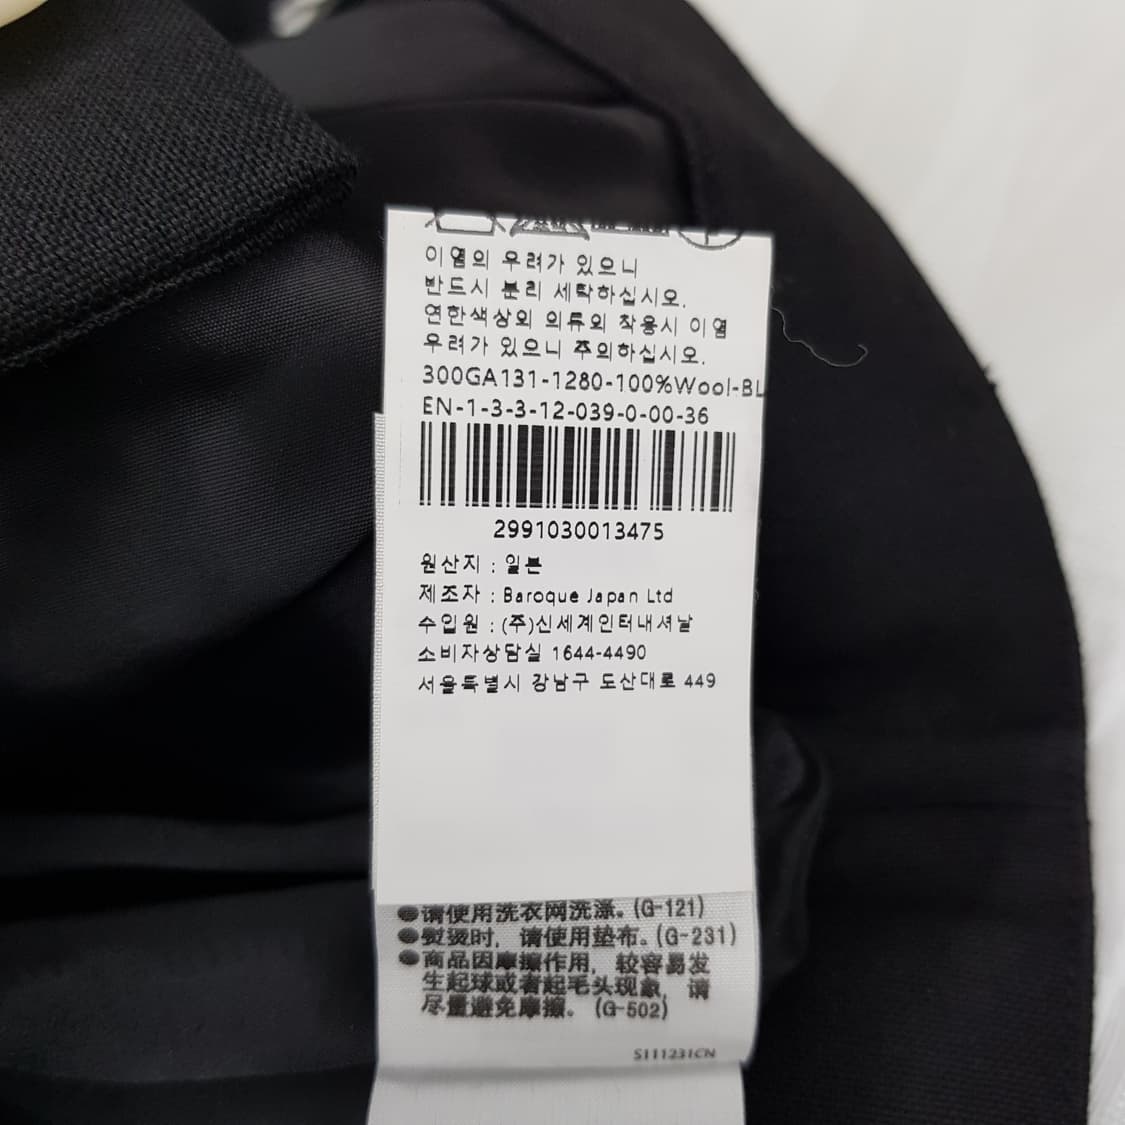 이염의 우려가 있으니
반드시 분리 세탁하십시오.
연한색상의 의류와 착용시 이염
우려가 있으니 주의하십시오.
300GA131-1280-100%Wool-BL
EN-1-3-3-12-039-0-00-36
2991030013475
원산지 : 일본
제조자 : Baroque Japan Ltd
수입원 : (주)신세계인터내셔날
소비자상담실 1644-4490
서울특별시 강남구 도산대로 449
●请使用洗衣网洗涤。(G-121)
●熨烫时，请使用垫布。(G-231)
●商品因摩擦作用，较容易发
生起球或者起毛头现象，请
尽量避免摩擦。(G-502)
S111231CN